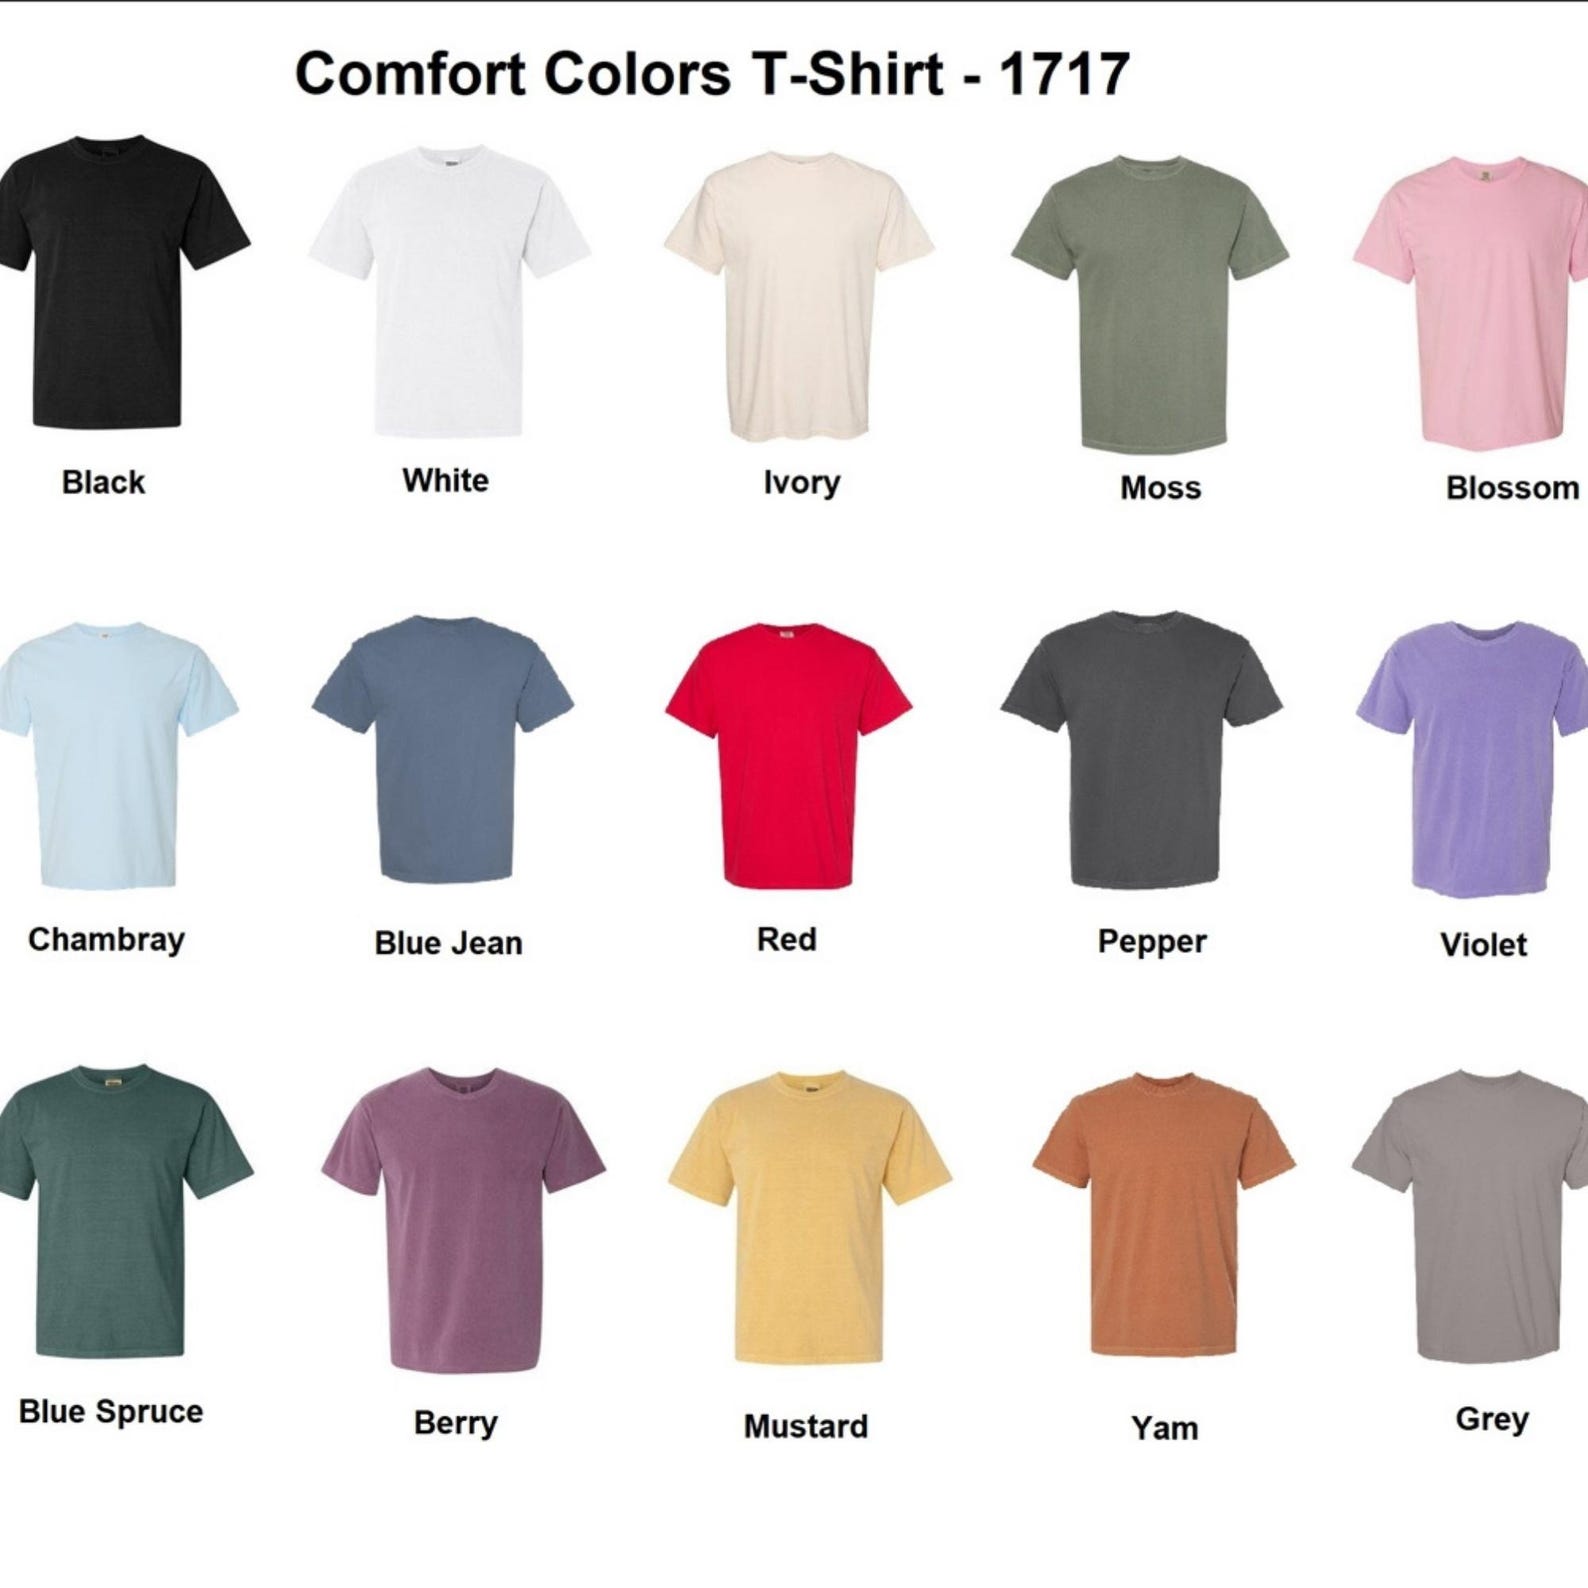 Comfort Colors T-Shirt - 1717
Black White Ivory Moss Blossom
Chambray Blue Jean Red Pepper Violet
Blue Spruce Berry Mustard Yam Grey